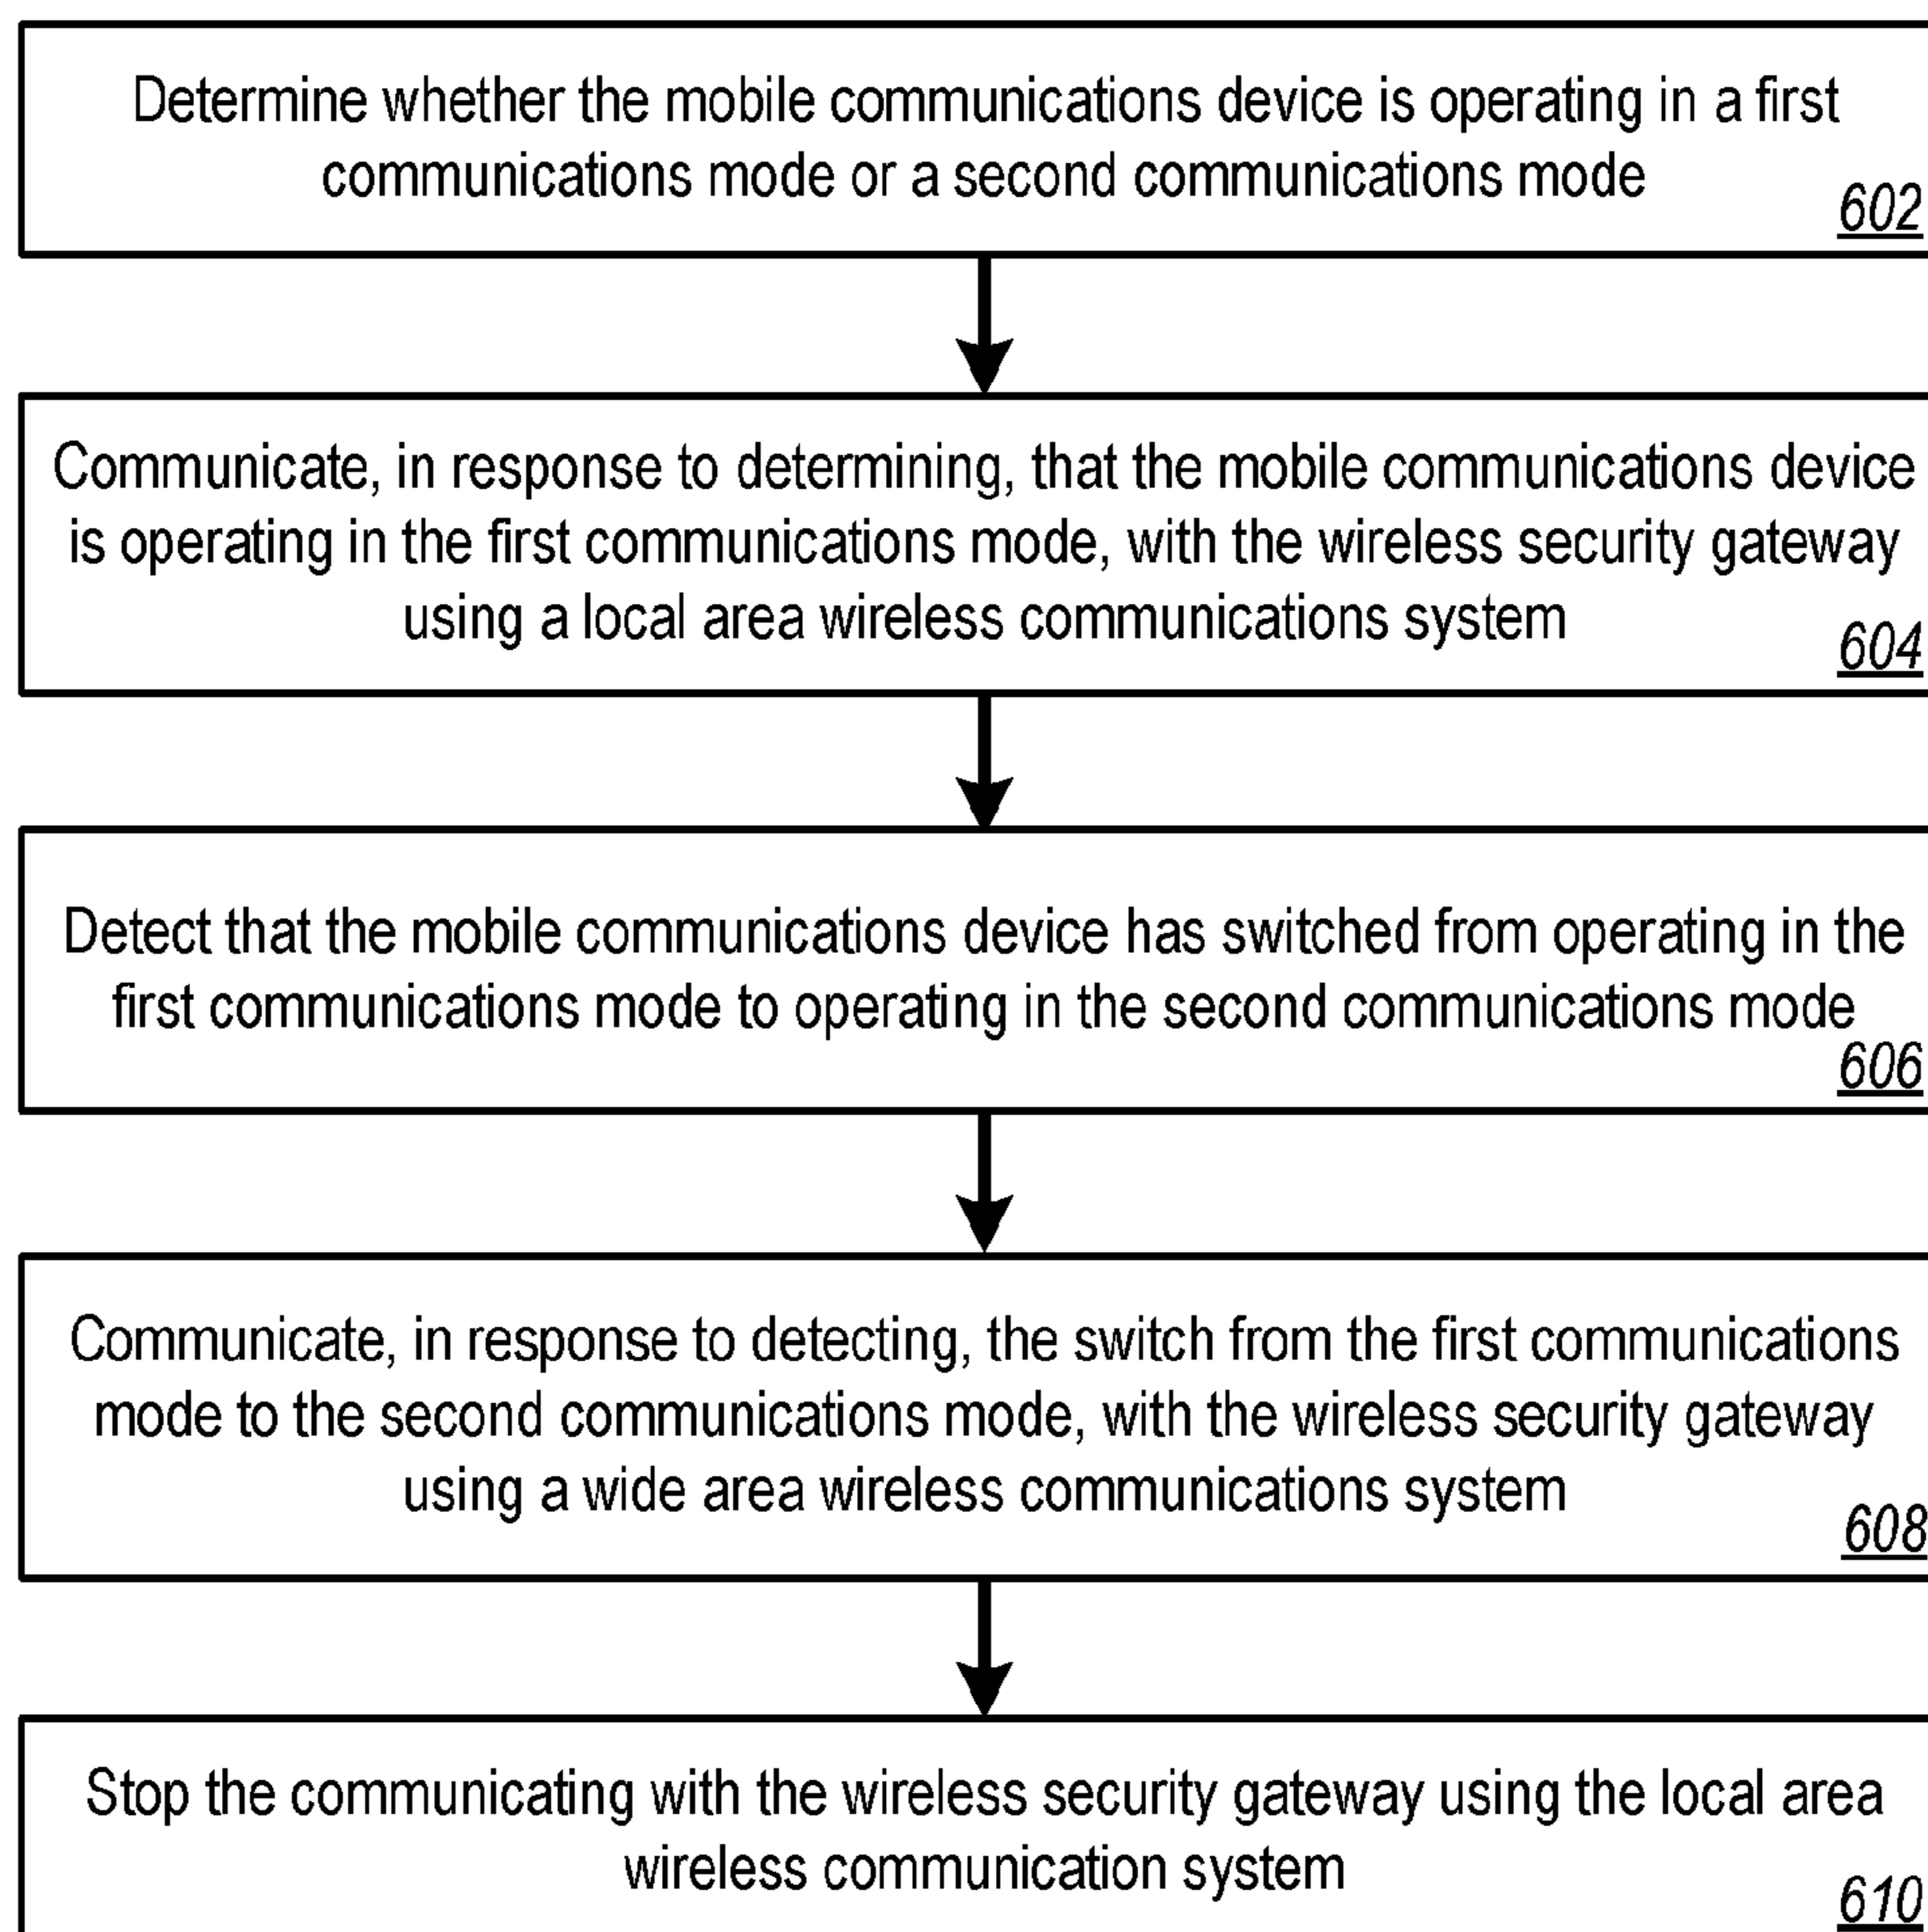 Determine whether the mobile communications device is operating in a first
communications mode or a second communications mode
602
Communicate, in response to determining, that the mobile communications device
is operating in the first communications mode, with the wireless security gateway
using a local area wireless communications system
604
Detect that the mobile communications device has switched from operating in the
first communications mode to operating in the second communications mode
606
Communicate, in response to detecting, the switch from the first communications
mode to the second communications mode, with the wireless security gateway
using a wide area wireless communications system
608
Stop the communicating with the wireless security gateway using the local area
wireless communication system
610